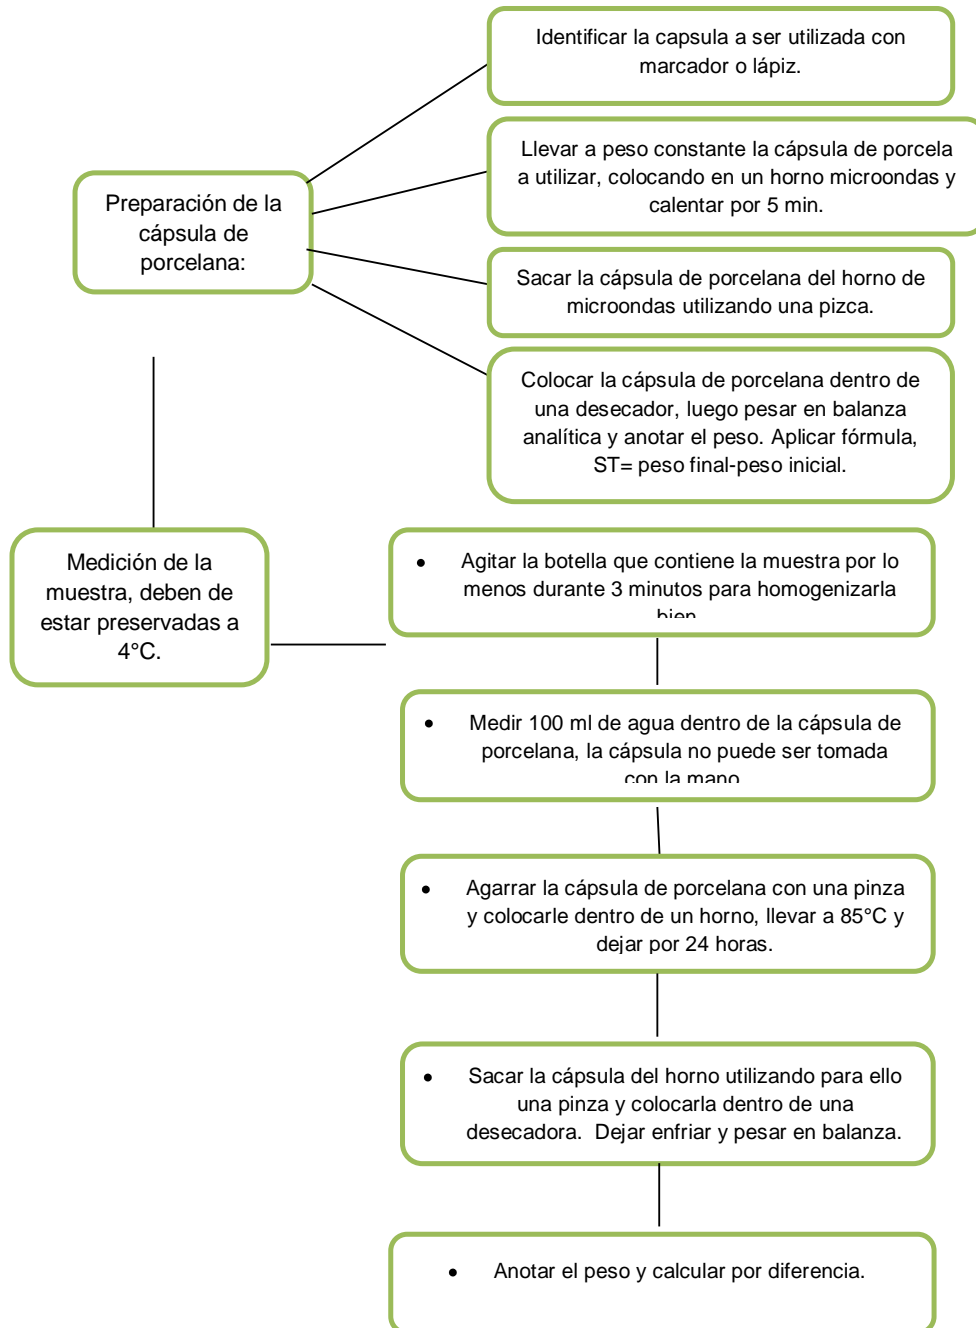 Identificar la capsula a ser utilizada con
marcador o lápiz.
Llevar a peso constante la cápsula de porcela
a utilizar, colocando en un horno microondas y
calentar por 5 min.
Preparación de la
cápsula de
porcelana:
Sacar la cápsula de porcelana del horno de
microondas utilizando una pizca.
Colocar la cápsula de porcelana dentro de
una desecador, luego pesar en balanza
analítica y anotar el peso. Aplicar fórmula,
ST= peso final-peso inicial.
Medición de la
muestra, deben de
estar preservadas a
4°C.
• Agitar la botella que contiene la muestra por lo
menos durante 3 minutos para homogenizarla
bien
• Medir 100 ml de agua dentro de la cápsula de
porcelana, la cápsula no puede ser tomada
con la mano
• Agarrar la cápsula de porcelana con una pinza
y colocarle dentro de un horno, llevar a 85°C y
dejar por 24 horas.
• Sacar la cápsula del horno utilizando para ello
una pinza y colocarla dentro de una
desecadora. Dejar enfriar y pesar en balanza.
• Anotar el peso y calcular por diferencia.